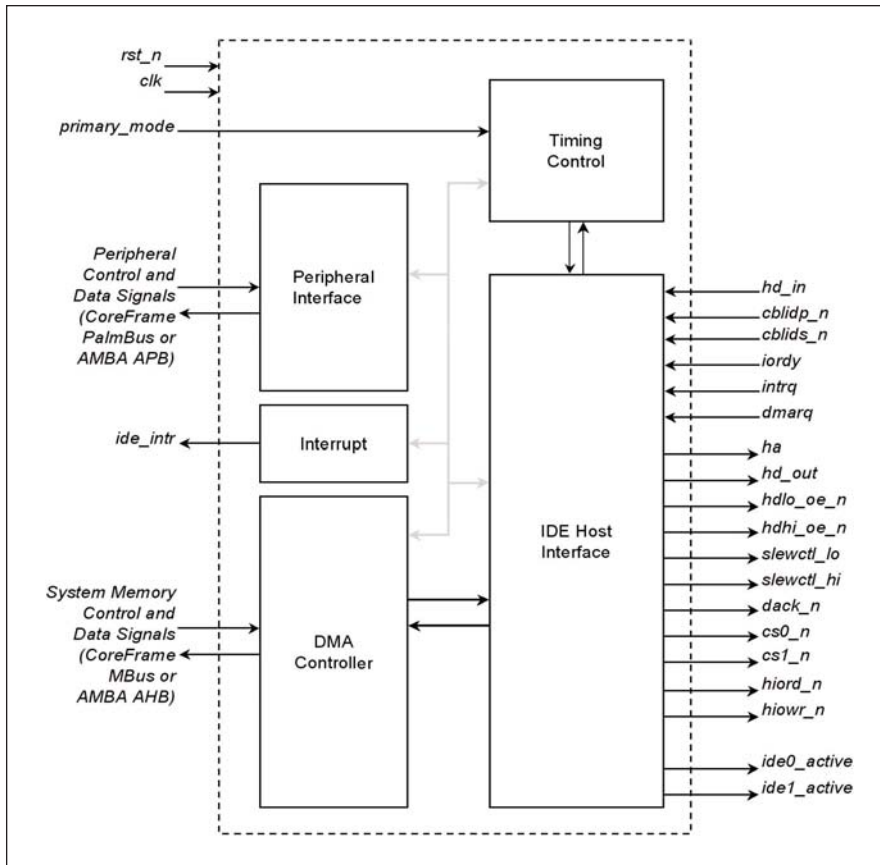 rst_n
clk
primary_mode
Timing
Control
Peripheral
Control and
Data Signals
(CoreFrame
PalmBus or
AMBA APB)
Peripheral
Interface
ide_intr
Interrupt
System Memory
Control and
Data Signals
(CoreFrame
MBus or
AMBA AHB)
DMA
Controller
IDE Host
Interface
hd_in
cblidp_n
cblids_n
iordy
intrq
dmarq
ha
hd_out
hdlo_oe_n
hdhi_oe_n
slewctl_lo
slewctl_hi
dack_n
cs0_n
cs1_n
hiord_n
hiowr_n
ide0_active
ide1_active